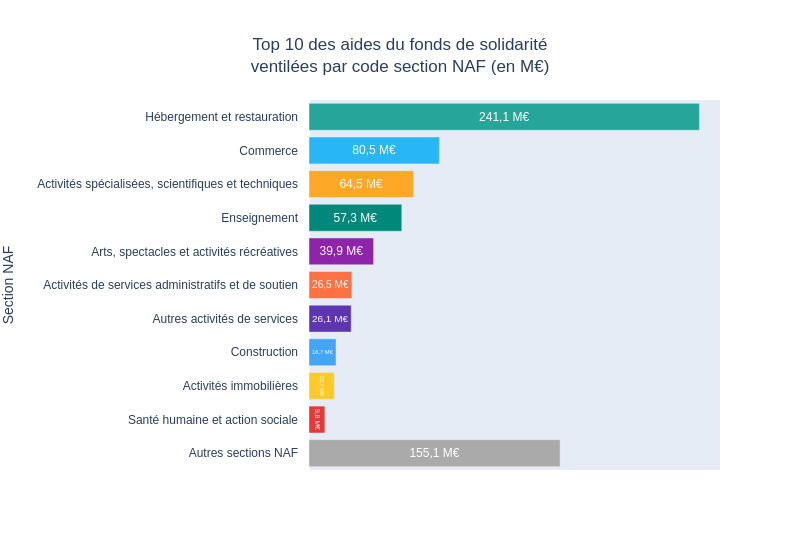 Top 10 des aides du fonds de solidarité
ventilées par code section NAF (en M€)
Section NAF
Hébergement et restauration 241,1 M€
Commerce 80,5 M€
Activités spécialisées, scientifiques et techniques 64,5 M€
Enseignement 57,3 M€
Arts, spectacles et activités récréatives 39,9 M€
Activités de services administratifs et de soutien 26,5 M€
Autres activités de services 26,1 M€
Construction M€
Activités immobilières M€
Santé humaine et action sociale 9,8 M€
Autres sections NAF 155,1 M€